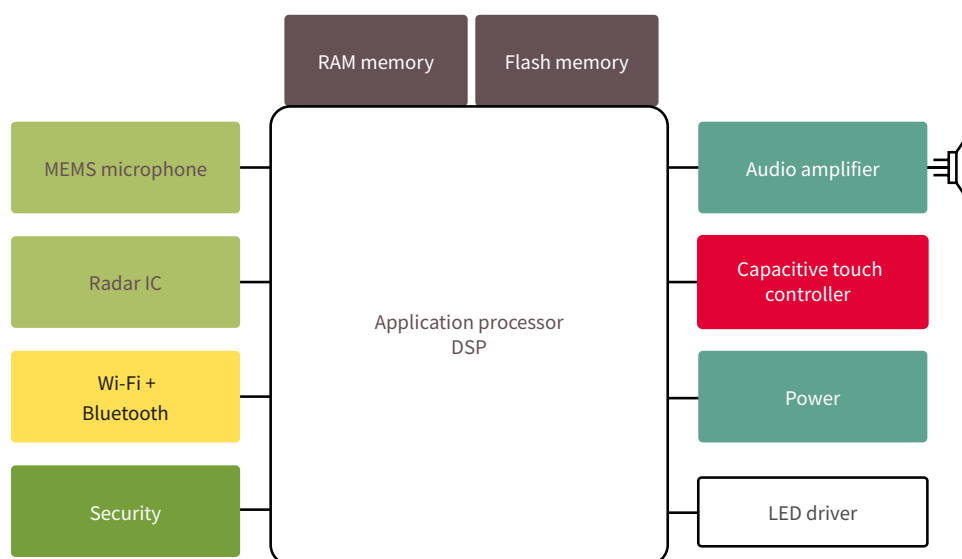 RAM memory
Flash memory
MEMS microphone
Audio amplifier
Radar IC
Capacitive touch
controller
Application processor
DSP
Wi-Fi +
Bluetooth
Power
Security
LED driver